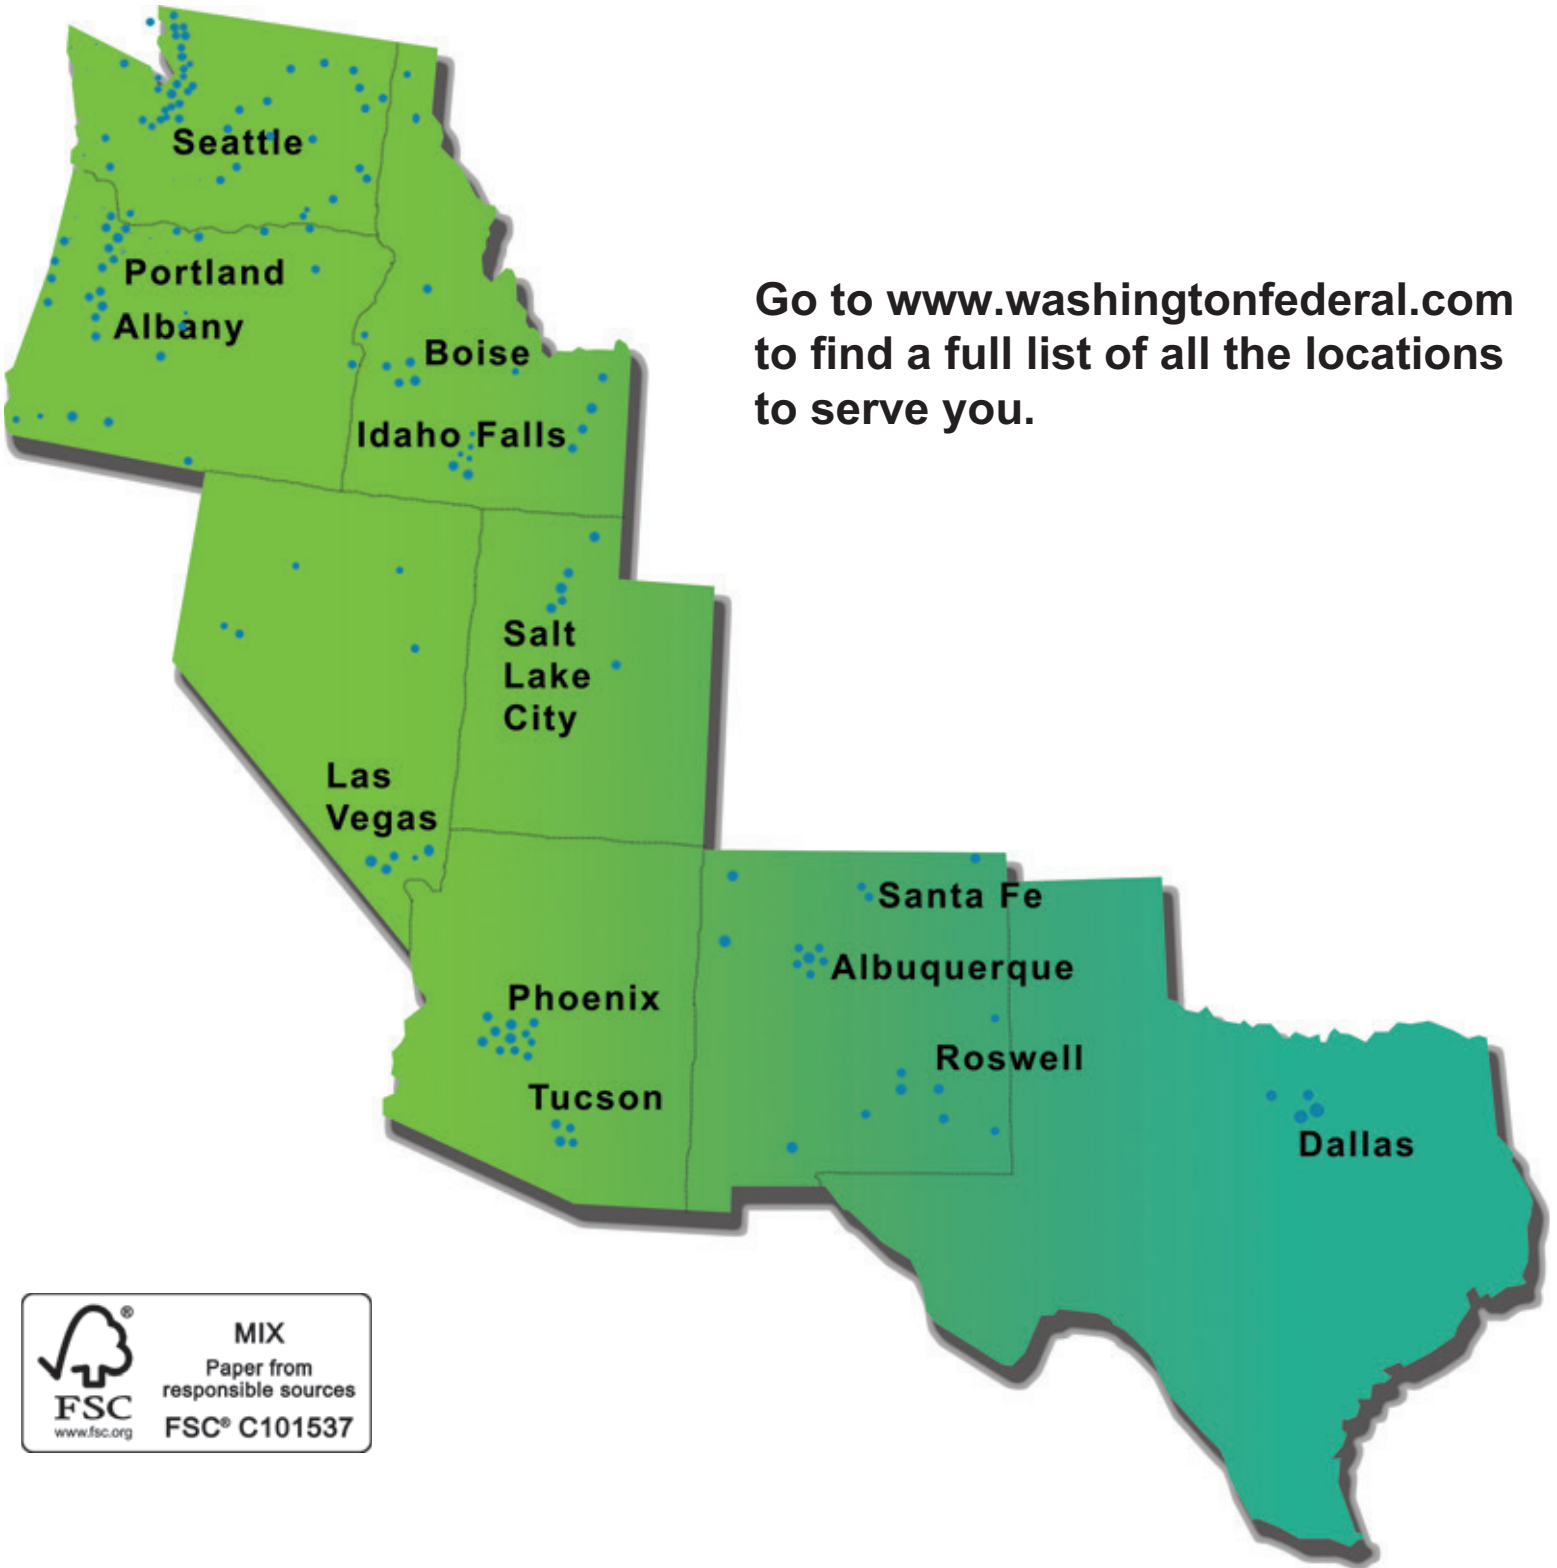 Seattle
Portland
Albany
Boise
Idaho Falls
Go to www.washingtonfederal.com
to find a full list of all the locations
to serve you.
Salt
Lake
City
Las
Vegas
Santa Fe
Albuquerque
Phoenix
Roswell
Tucson
Dallas
®
MIX
Paper from
responsible sources
FSC® C101537
FSC
www.fsc.org